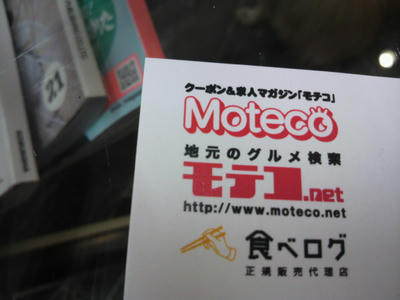 21
クーポン&求人マガジン「モテコ」
Moteco
地元のグルメ検索
モテコ.net
http://www.moteco.net
食べログ
正規販売代理店